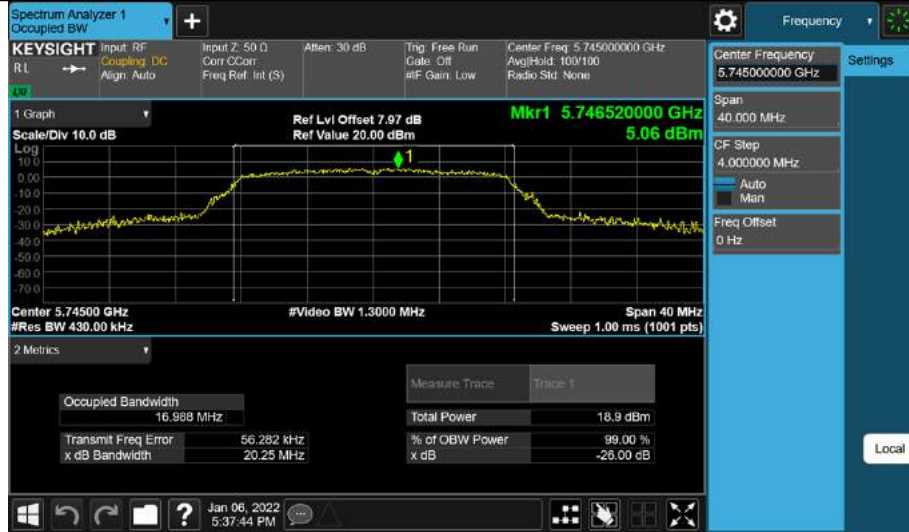 Spectrum Analyzer 1
Occupied BW
+
Frequency
KEYSIGHT
RL
Input: RF
Coupling: DC
Align: Auto
Input Z: 50 Ω
Corr CCorr
Freq Ref: Int (S)
Atten: 30 dB
Trig: Free Run
Gate: Off
#IF Gain: Low
Center Freq: 5.745000000 GHz
Avg|Hold: 100/100
Radio Std: None
Center Frequency
5.745000000 GHz
Settings
Span
40.000 MHz
CF Step
4.000000 MHz
Auto
Man
Freq Offset
0 Hz
1 Graph
Scale/Div 10.0 dB
Ref Lvl Offset 7.97 dB
Ref Value 20.00 dBm
Mkr1 5.746520000 GHz
5.06 dBm
Log
10.0
0.00
-10.0
-20.0
-30.0
-40.0
-50.0
-60.0
-70.0
1
Center 5.74500 GHz
#Res BW 430.00 kHz
#Video BW 1.3000 MHz
Span 40 MHz
Sweep 1.00 ms (1001 pts)
2 Metrics
Measure Trace
Trace 1
Occupied Bandwidth
16.988 MHz
Total Power
18.9 dBm
Transmit Freq Error
56.282 kHz
% of OBW Power
99.00 %
x dB Bandwidth
20.25 MHz
x dB
-26.00 dB
Local
?
Jan 06, 2022
5:37:44 PM